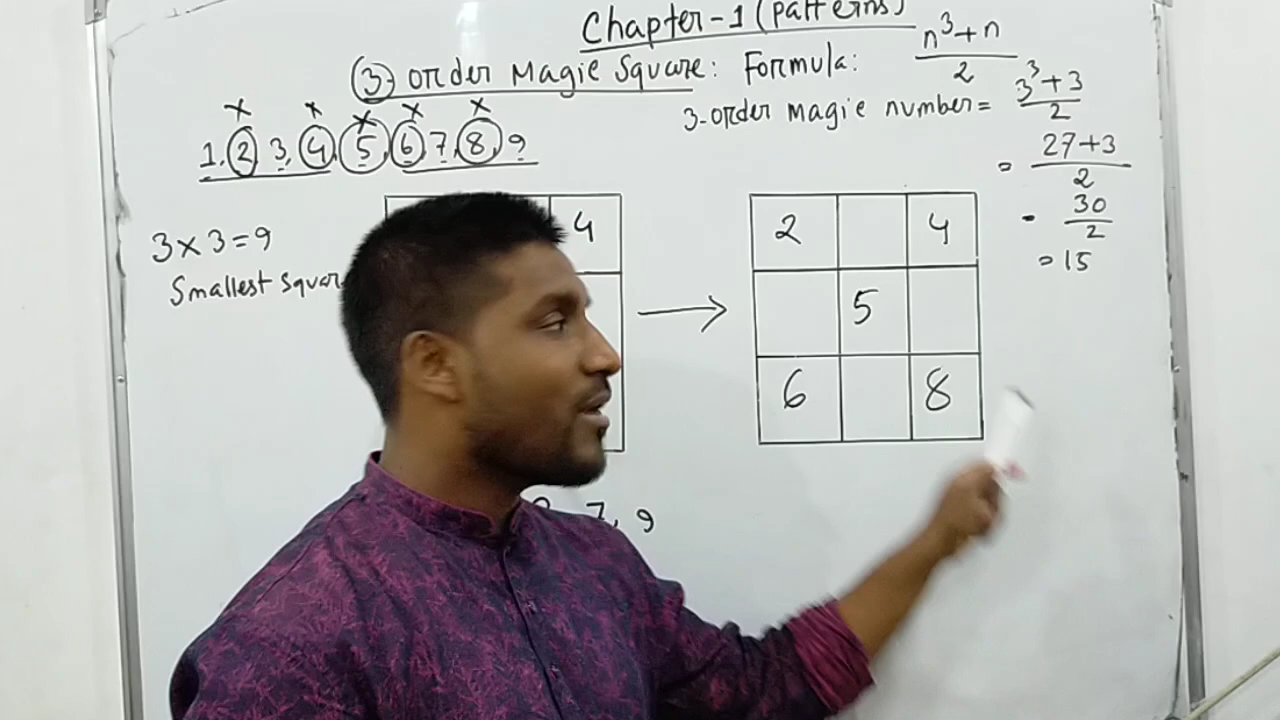 Chapter-1 (Patterns)
(3)-order Magic Square: Formula: n³+n
2
3-order magic number= 3³+3
2
1, 2, 3, 4, 5, 6, 7, 8, 9
= 27+3
2
= 30
2
= 15
3×3=9
Smallest Squar
4
2 4
5
6 8
7, 9